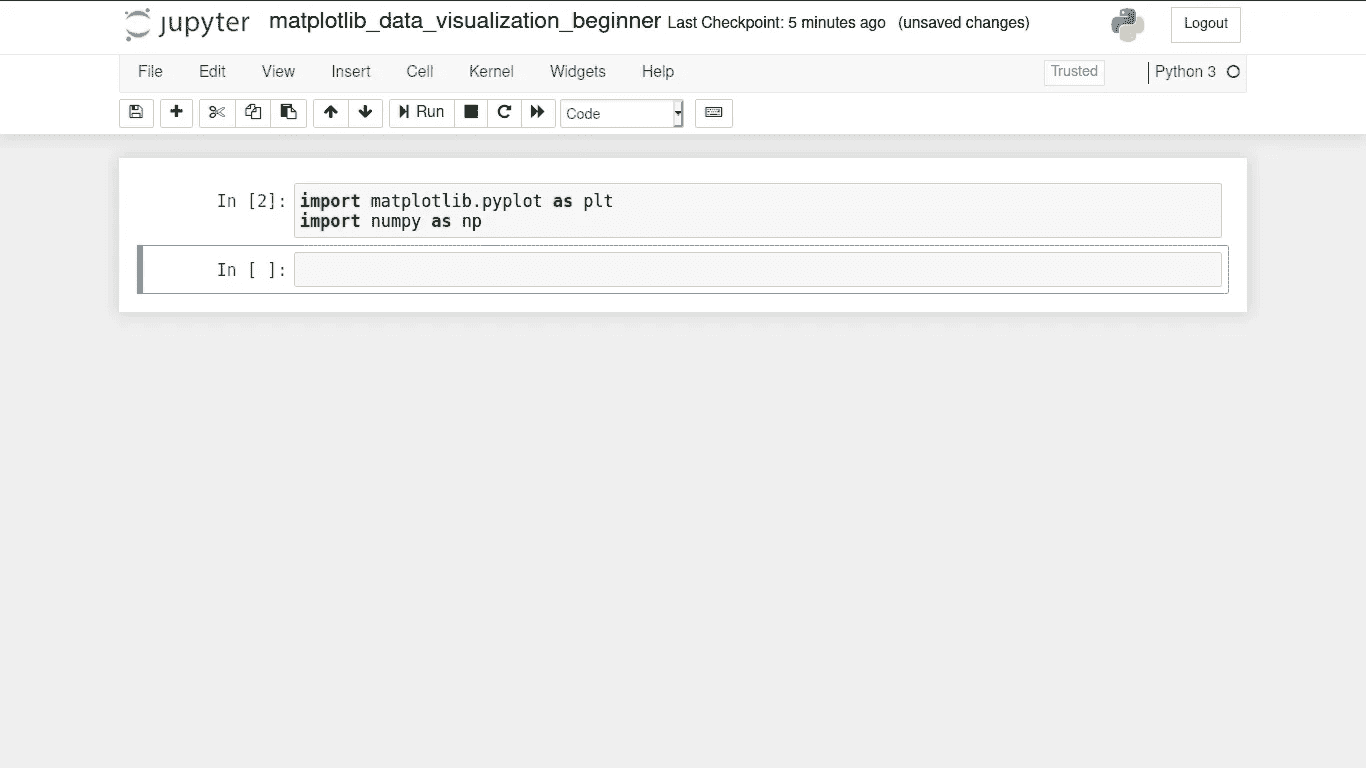 jupyter matplotlib_data_visualization_beginner Last Checkpoint: 5 minutes ago (unsaved changes) Logout
File Edit View Insert Cell Kernel Widgets Help Trusted Python 3
Run Code
In [2]: import matplotlib.pyplot as plt
import numpy as np
In [ ]: